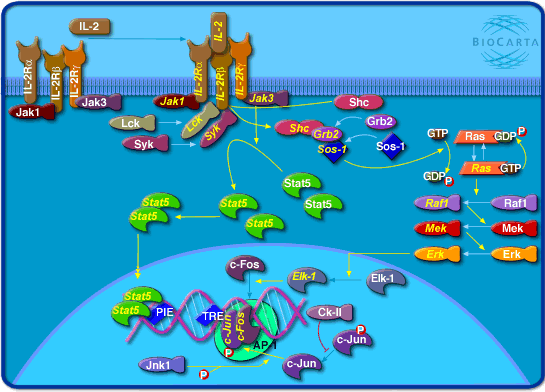 IL-2
IL-2
BIOCARTA
IL-2Rα
IL-2Rβ
IL-2Rγ
IL-2Rα
IL-2Rβ
IL-2Rγ
Jak1
Jak3
Jak1
Jak3
Shc
Lck
Lck
Syk
Syk
Shc
Grb2
Grb2
Sos-1
Sos-1
GTP
Ras
GDP
P
GDP
P
Ras
GTP
Stat5
Stat5
Stat5
Stat5
Stat5
Stat5
Raf1
Raf1
Mek
Mek
Erk
Erk
c-Fos
Elk-1
Elk-1
Stat5
Stat5
PIE
TRE
c-Jun
c-Fos
AP-1
Ck-II
P
c-Jun
P
Jnk1
P
c-Jun